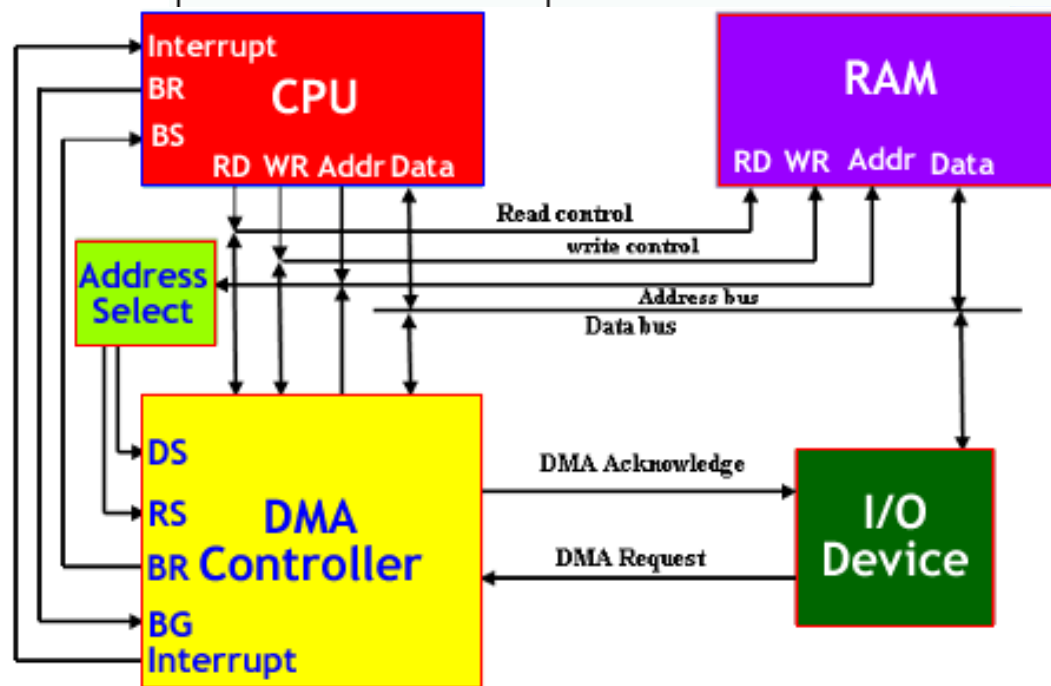 Interrupt
BR
CPU
BS
RD WR Addr Data
RAM
RD WR Addr Data
Read control
write control
Address
Select
Address bus
Data bus
DS
RS
BR
BG
Interrupt
DMA
Controller
DMA Acknowledge
DMA Request
I/O
Device